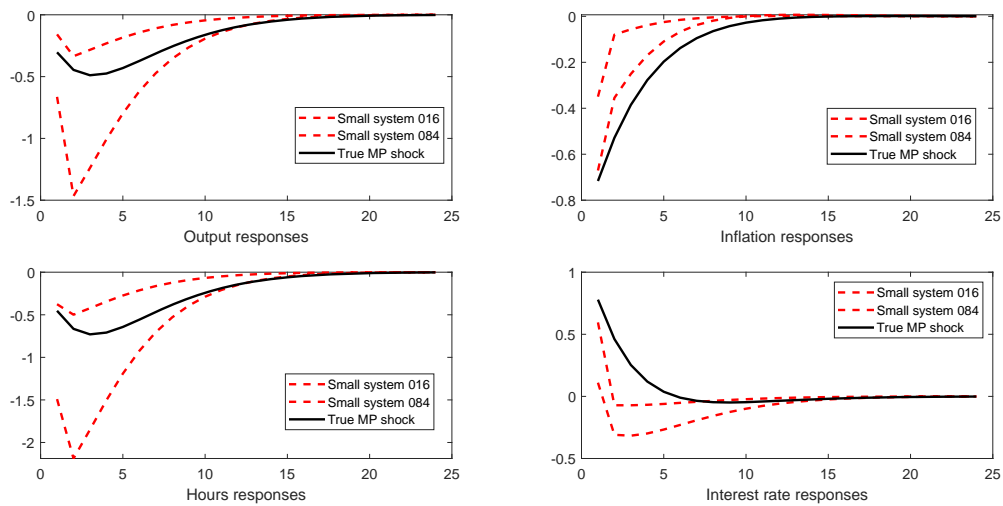 0
-0.5
-1
-1.5
0 5 10 15 20 25
Output responses
Small system 016
Small system 084
True MP shock
0
-0.2
-0.4
-0.6
-0.8
0 5 10 15 20 25
Inflation responses
Small system 016
Small system 084
True MP shock
0
-0.5
-1
-1.5
-2
0 5 10 15 20 25
Hours responses
Small system 016
Small system 084
True MP shock
1
0.5
0
-0.5
0 5 10 15 20 25
Interest rate responses
Small system 016
Small system 084
True MP shock